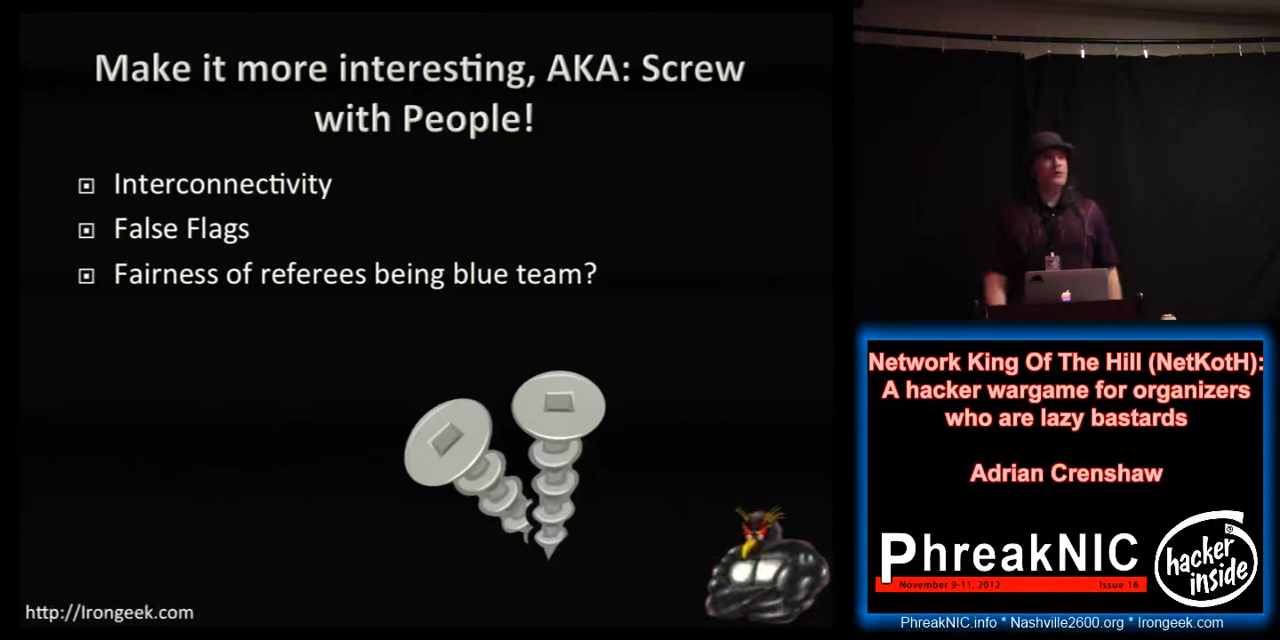 Make it more interesting, AKA: Screw
with People!
Interconnectivity
False Flags
Fairness of referees being blue team?
http://Irongeek.com
Network King Of The Hill (NetKotH):
A hacker wargame for organizers
who are lazy bastards
Adrian Crenshaw
PhreakNIC
November 9-11, 2012
Issue 16
hacker
inside
PhreakNIC.info * Nashville2600.org * Irongeek.com